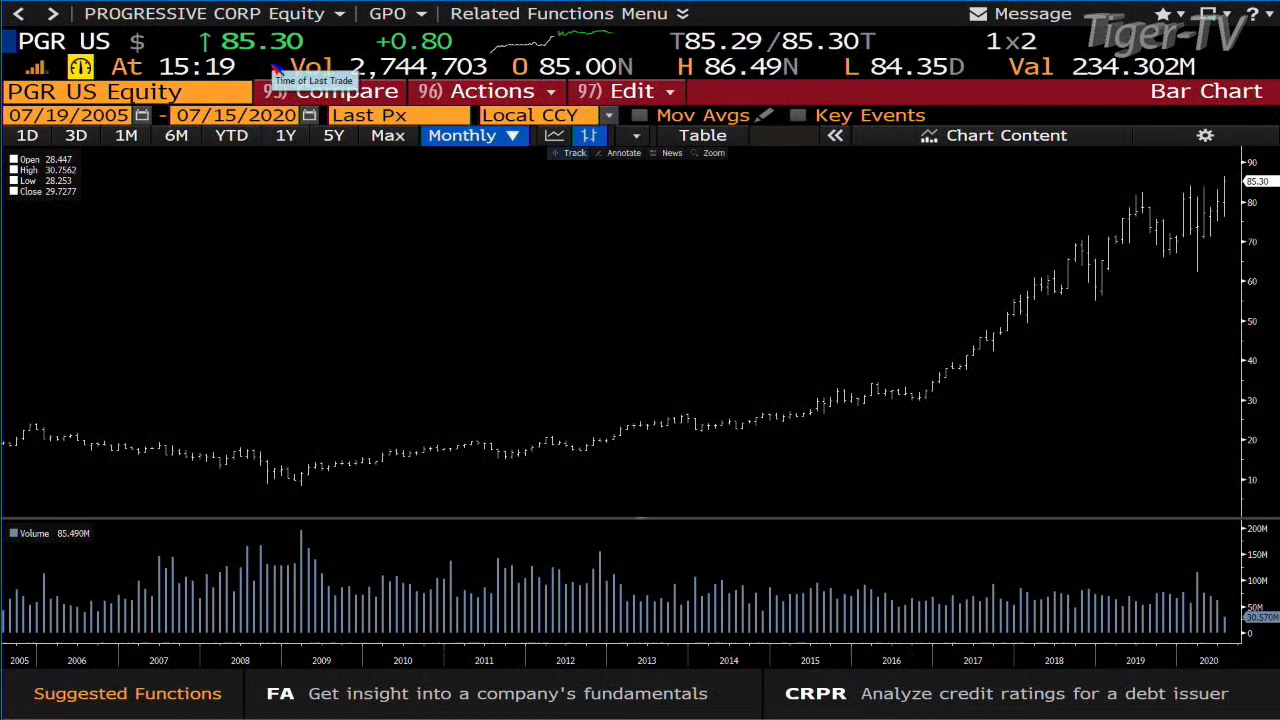 PROGRESSIVE CORP Equity GPO Related Functions Menu Message ?
Tiger-TV
PGR US $ ↑ 85.30 +0.80 T85.29/85.30T 1x2
At 15:19 Vol 2,744,703 O 85.00N H 86.49N L 84.35D Val 234.302M
Time of Last Trade
PGR US Equity 95) Compare 96) Actions 97) Edit Bar Chart
07/19/2005 - 07/15/2020 Last Px Local CCY Mov Avgs Key Events
1D 3D 1M 6M YTD 1Y 5Y Max Monthly ▼ Table « Chart Content
Track Annotate News Zoom
Open 28.447
High 30.7562
Low 28.253
Close 29.7277
90
85.30
80
70
60
50
40
30
20
10
Volume 85.490M
200M
150M
100M
50M
30.570M
0
2005 2006 2007 2008 2009 2010 2011 2012 2013 2014 2015 2016 2017 2018 2019 2020
Suggested Functions FA Get insight into a company's fundamentals CRPR Analyze credit ratings for a debt issuer